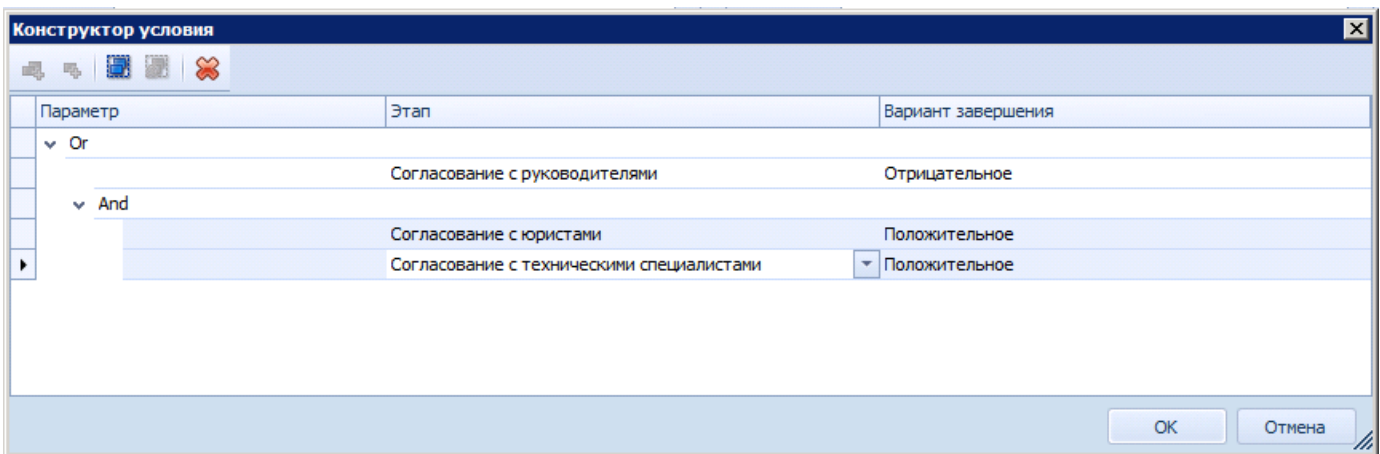 Конструктор условия
Параметр Этап Вариант завершения
Or
Согласование с руководителями Отрицательное
And
Согласование с юристами Положительное
Согласование с техническими специалистами Положительное
OK Отмена